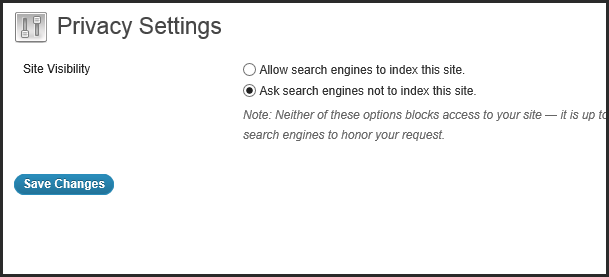 Privacy Settings
Site Visibility
Allow search engines to index this site.
Ask search engines not to index this site.
Note: Neither of these options blocks access to your site — it is up to
search engines to honor your request.
Save Changes